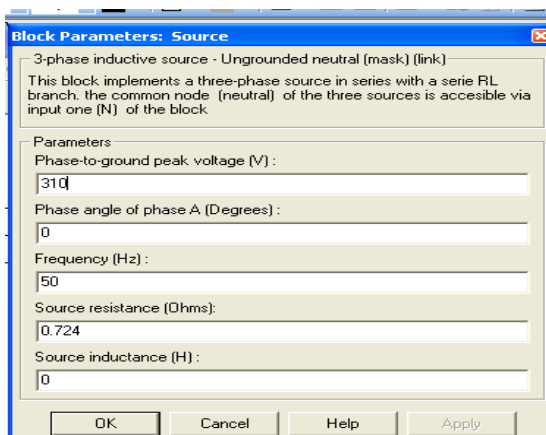 Block Parameters: Source
3-phase inductive source - Ungrounded neutral (mask) (link)
This block implements a three-phase source in series with a serie RL
branch. the common node (neutral) of the three sources is accesible via
input one (N) of the block
Parameters
Phase-to-ground peak voltage (V) :
310
Phase angle of phase A (Degrees) :
0
Frequency (Hz) :
50
Source resistance (Ohms):
0.724
Source inductance (H) :
0
OK
Cancel
Help
Apply